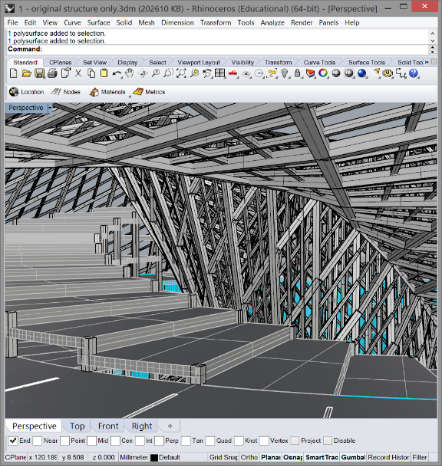 1 - original structure only.3dm (202610 KB) - Rhinoceros (Educational) (64-bit) - [Perspective]
File Edit View Curve Surface Solid Mesh Dimension Transform Tools Analyze Render Panels Help
1 polysurface added to selection.
1 polysurface added to selection.
Command:
Standard CPlanes Set View Display Select Viewport Layout Visibility Transform Curve Tools Surface Tools Solid Too
Location Nodes Materials Metrics
Perspective
Perspective Top Front Right
End Near Point Mid Cen Int Perp Tan Quad Knot Vertex Project Disable
CPlane x 120.18 y 8.508 z 0.000 Millimeter Default Grid Snap Ortho Planar Osnap SmartTrac Gumball Record Histor Filter